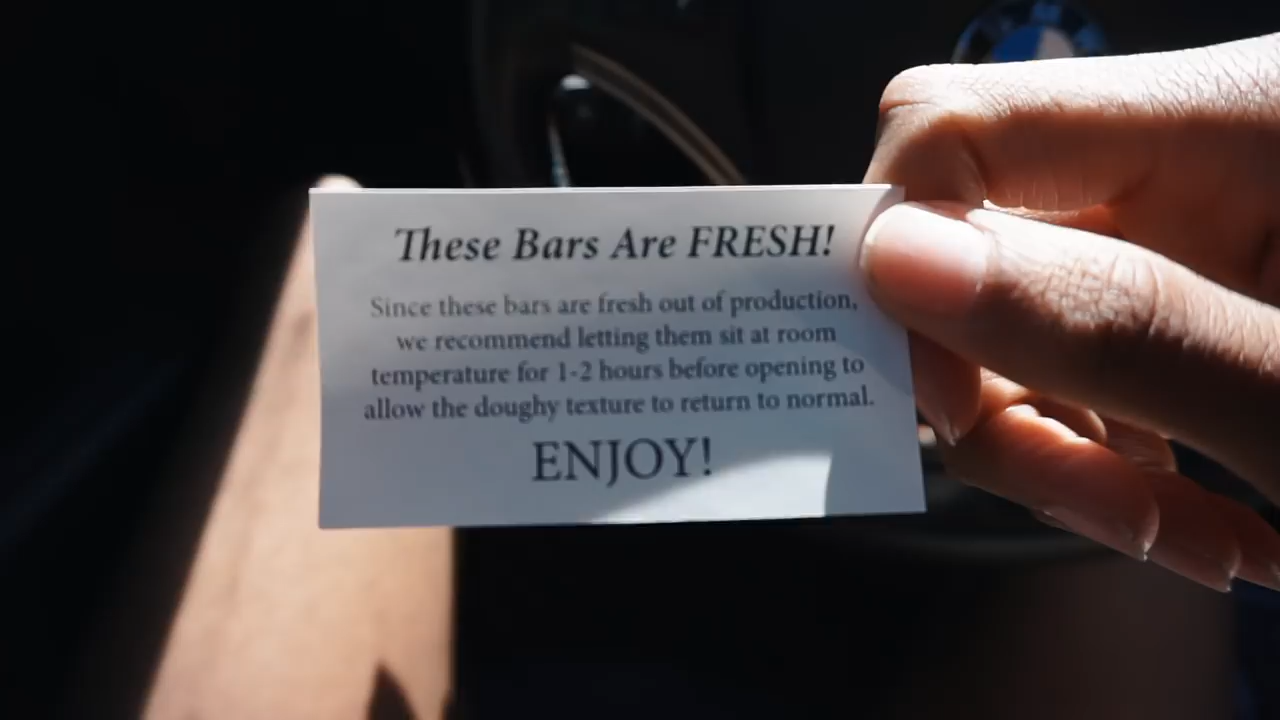 These Bars Are FRESH!
Since these bars are fresh out of production,
we recommend letting them sit at room
temperature for 1-2 hours before opening to
allow the doughy texture to return to normal.
ENJOY!